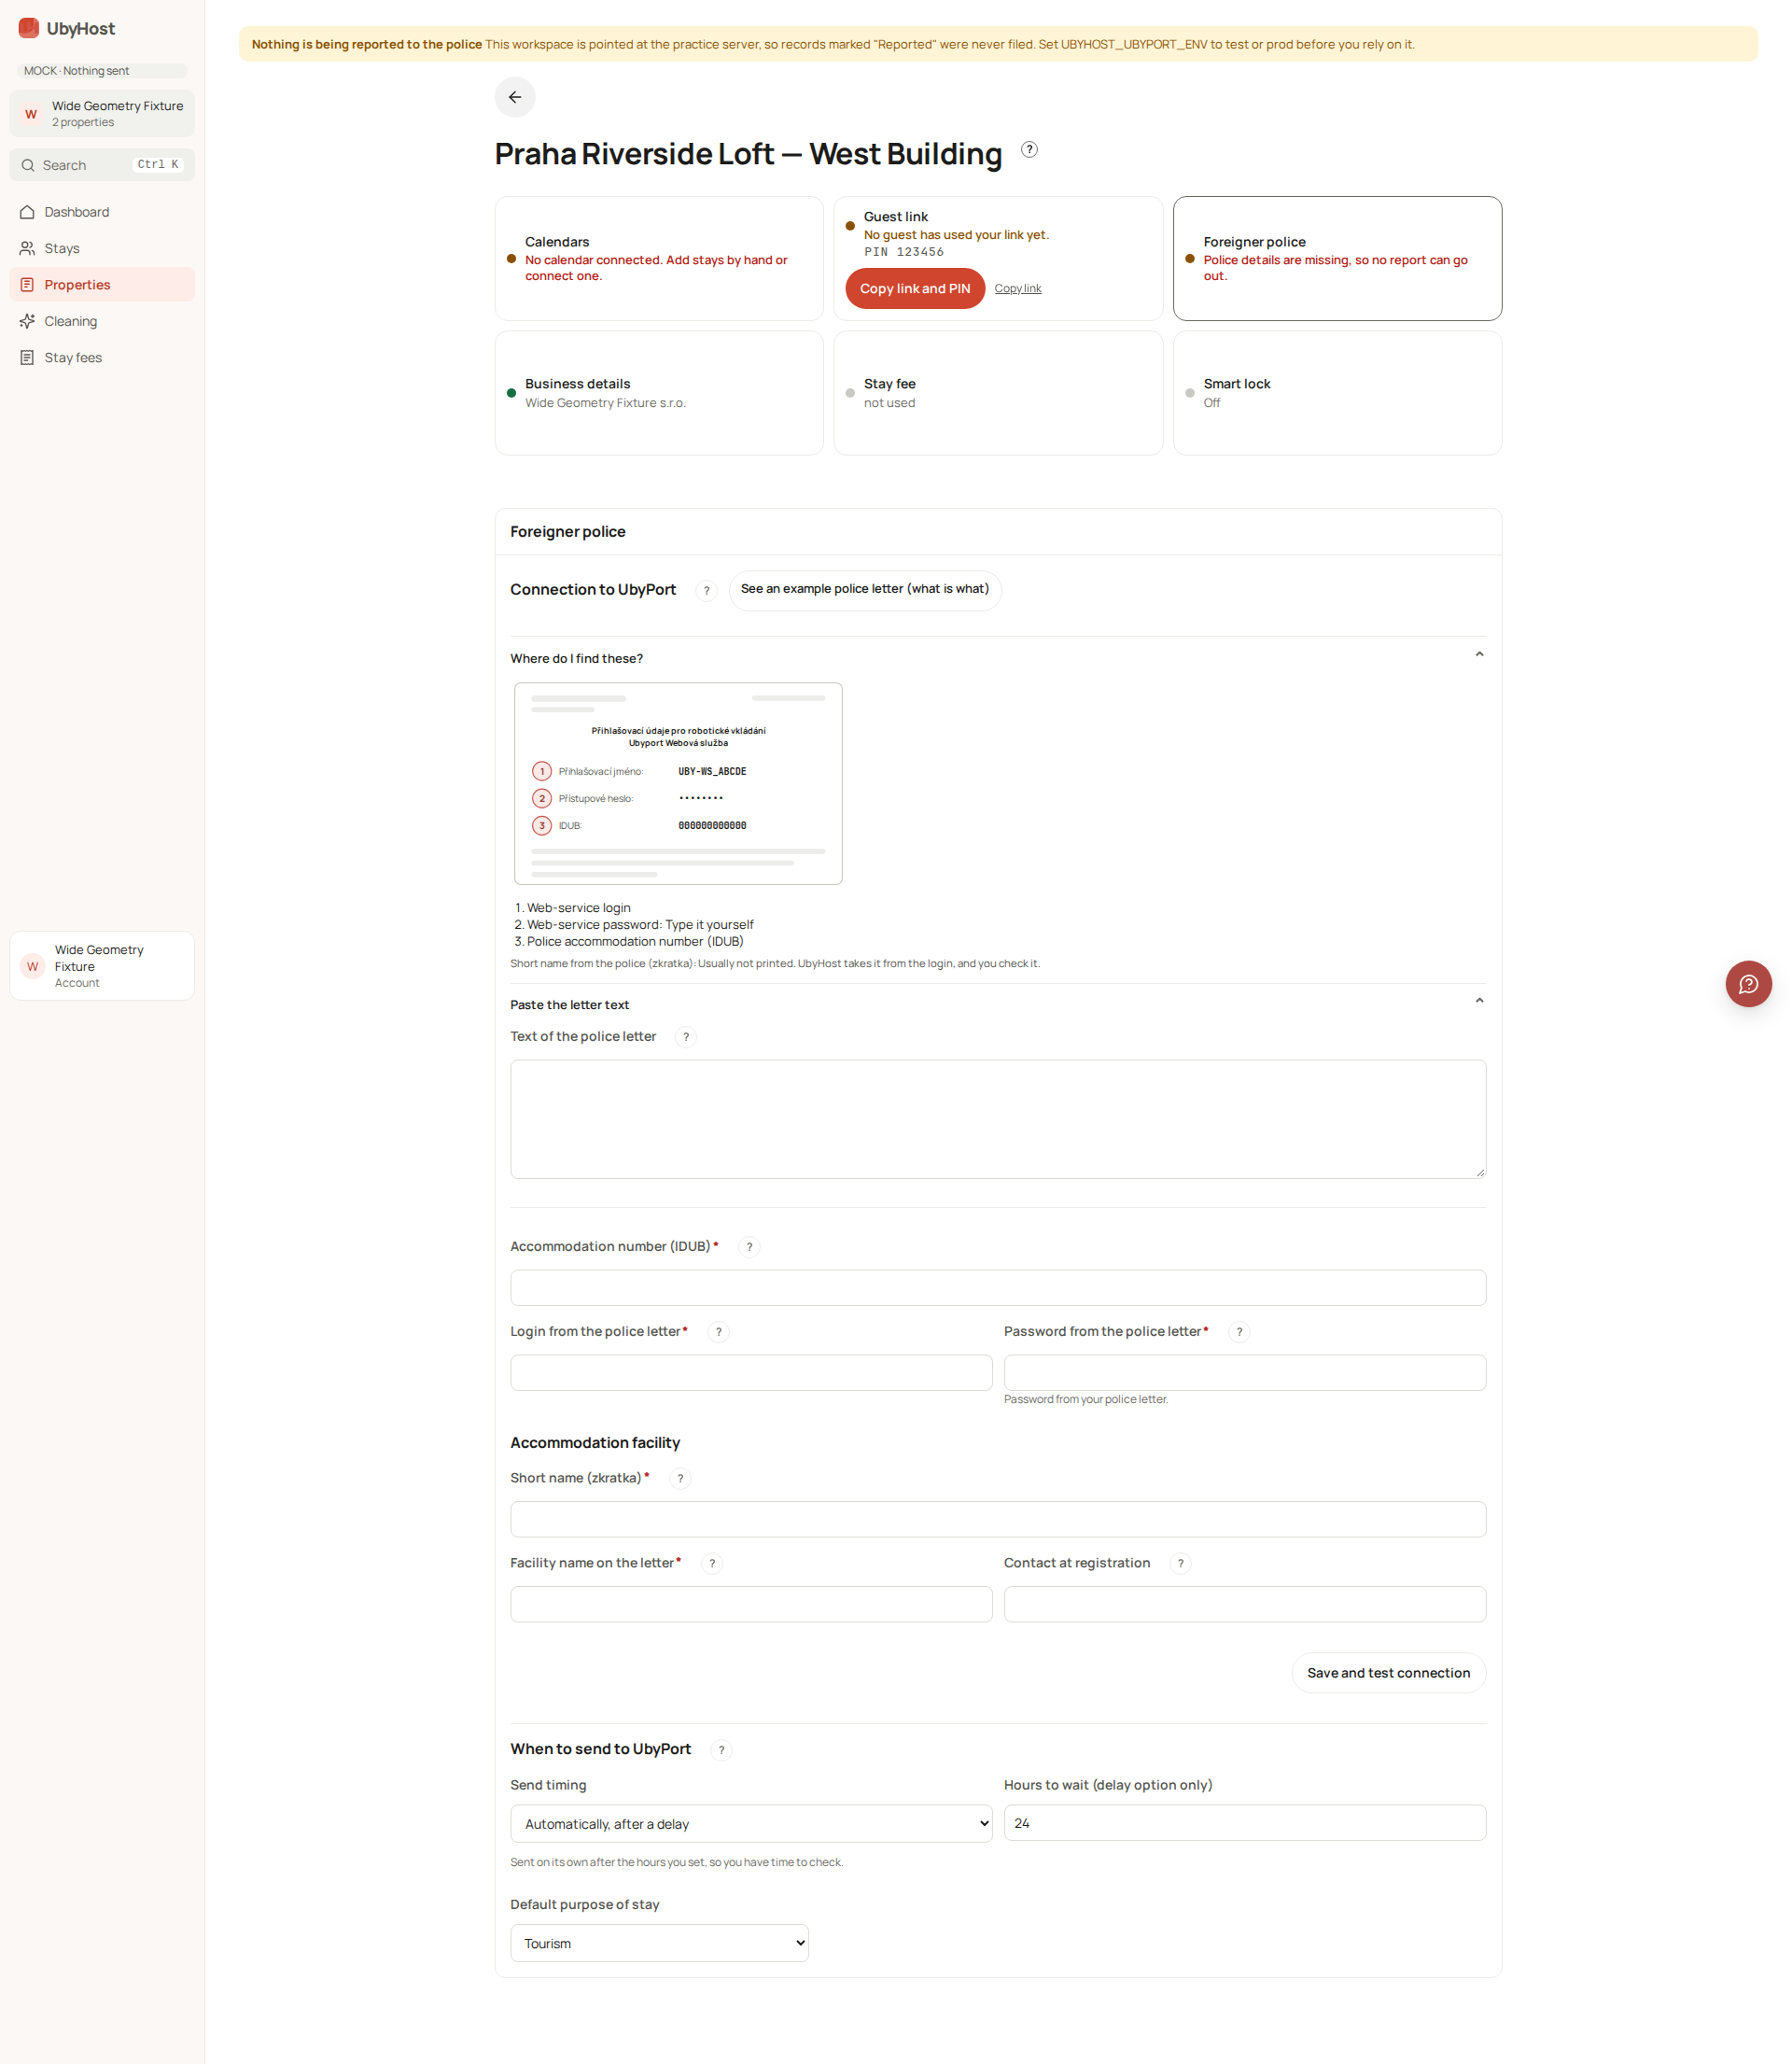 UbyHost
MOCK · Nothing sent
W
Wide Geometry Fixture
2 properties
Search
Ctrl K
Dashboard
Stays
Properties
Cleaning
Stay fees
W
Wide Geometry
Fixture
Account
Nothing is being reported to the police This workspace is pointed at the practice server, so records marked "Reported" were never filed. Set UBYHOST_UBYPORT_ENV to test or prod before you rely on it.
Praha Riverside Loft — West Building ?
Calendars
No calendar connected. Add stays by hand or
connect one.
Guest link
No guest has used your link yet.
PIN 123456
Copy link and PIN
Copy link
Foreigner police
Police details are missing, so no report can go
out.
Business details
Wide Geometry Fixture s.r.o.
Stay fee
not used
Smart lock
Off
Foreigner police
Connection to UbyPort ? See an example police letter (what is what)
Where do I find these?
Přihlašovací údaje pro robotické vkládání
Ubyport Webová služba
1 Přihlašovací jméno: UBY-WS_ABCDE
2 Přístupové heslo: ••••••••
3 IDUB: 000000000000
1. Web-service login
2. Web-service password: Type it yourself
3. Police accommodation number (IDUB)
Short name from the police (zkratka): Usually not printed. UbyHost takes it from the login, and you check it.
Paste the letter text
Text of the police letter ?
Accommodation number (IDUB) * ?
Login from the police letter * ?
Password from the police letter * ?
Password from your police letter.
Accommodation facility
Short name (zkratka) * ?
Facility name on the letter * ?
Contact at registration ?
Save and test connection
When to send to UbyPort ?
Send timing
Automatically, after a delay
Hours to wait (delay option only)
24
Sent on its own after the hours you set, so you have time to check.
Default purpose of stay
Tourism